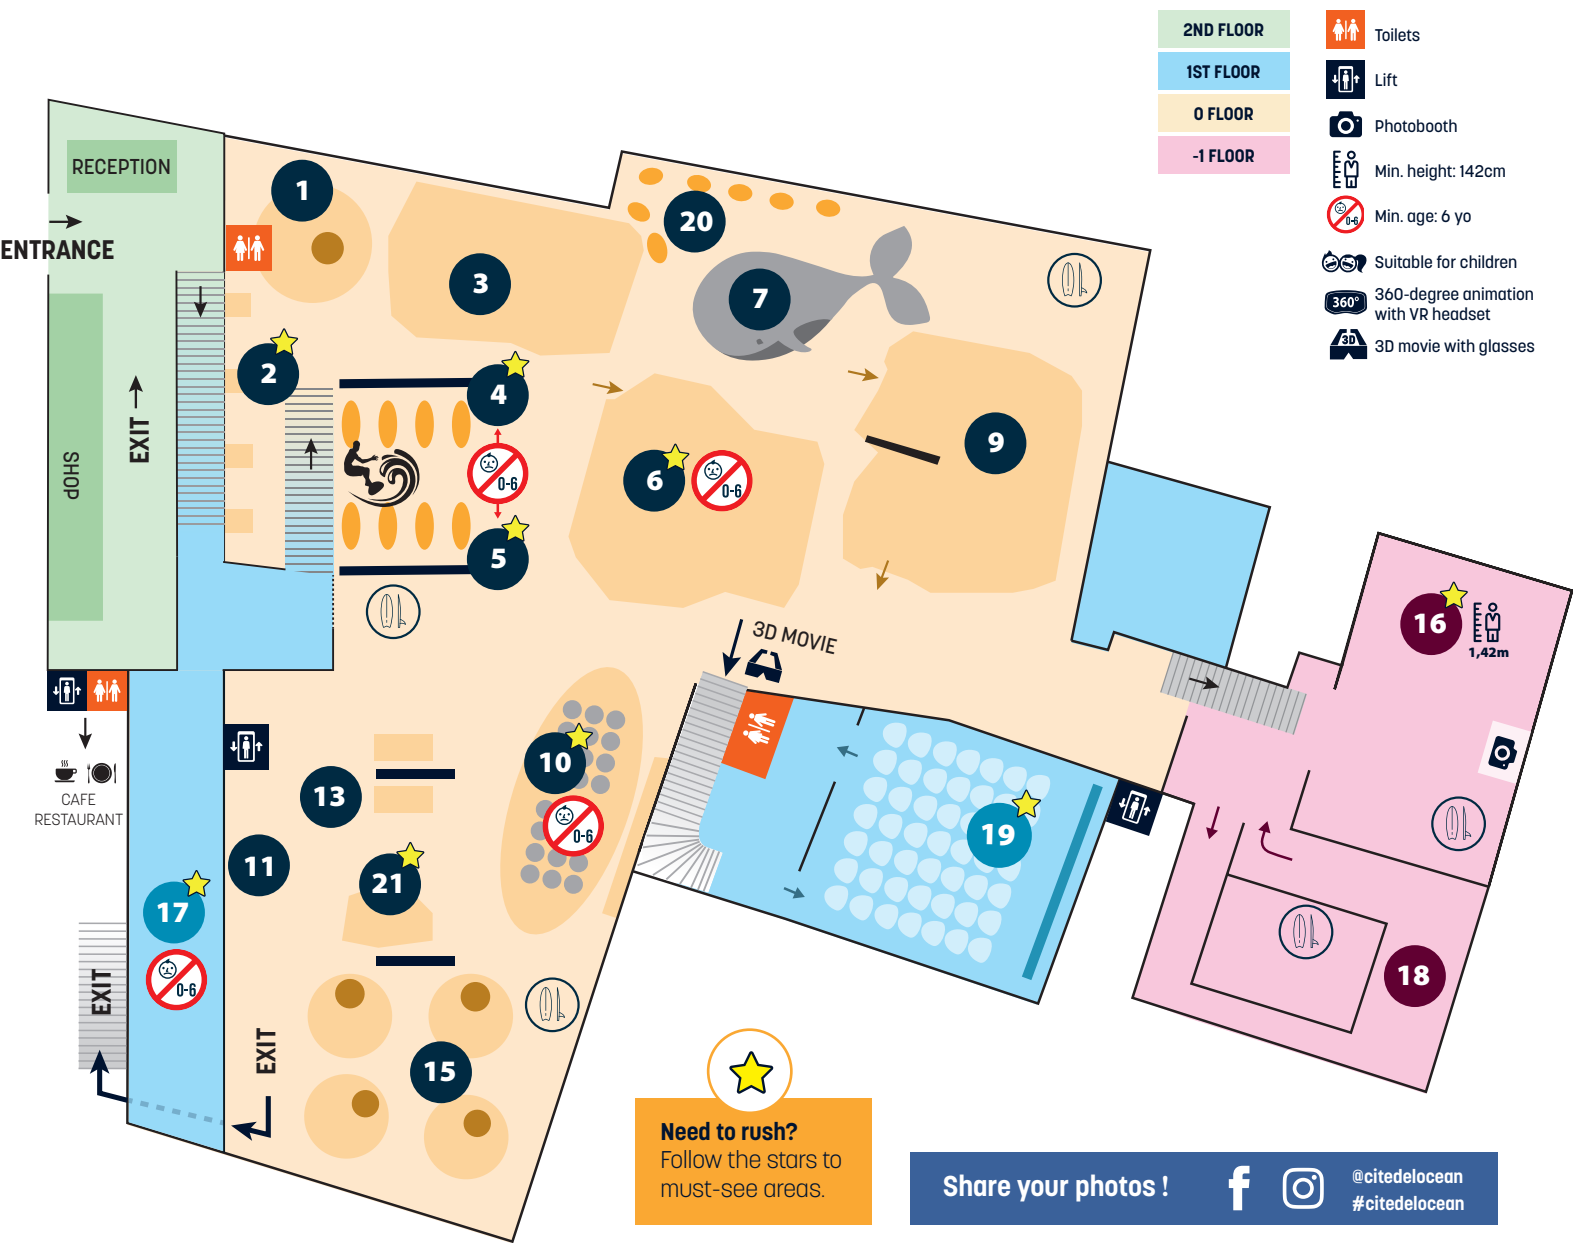 2ND FLOOR
1ST FLOOR
0 FLOOR
-1 FLOOR
Toilets
Lift
Photobooth
Min. height: 142cm
0-6
Min. age: 6 yo
Suitable for children
360°
360-degree animation
with VR headset
3D
3D movie with glasses
RECEPTION
ENTRANCE
EXIT
SHOP
1
2
3
4
5
0-6
6
0-6
7
20
9
3D MOVIE
10
0-6
13
11
21
15
17
0-6
EXIT
EXIT
CAFE
RESTAURANT
19
16
1,42m
18
Need to rush?
Follow the stars to
must-see areas.
Share your photos !
@citedelocean
#citedelocean